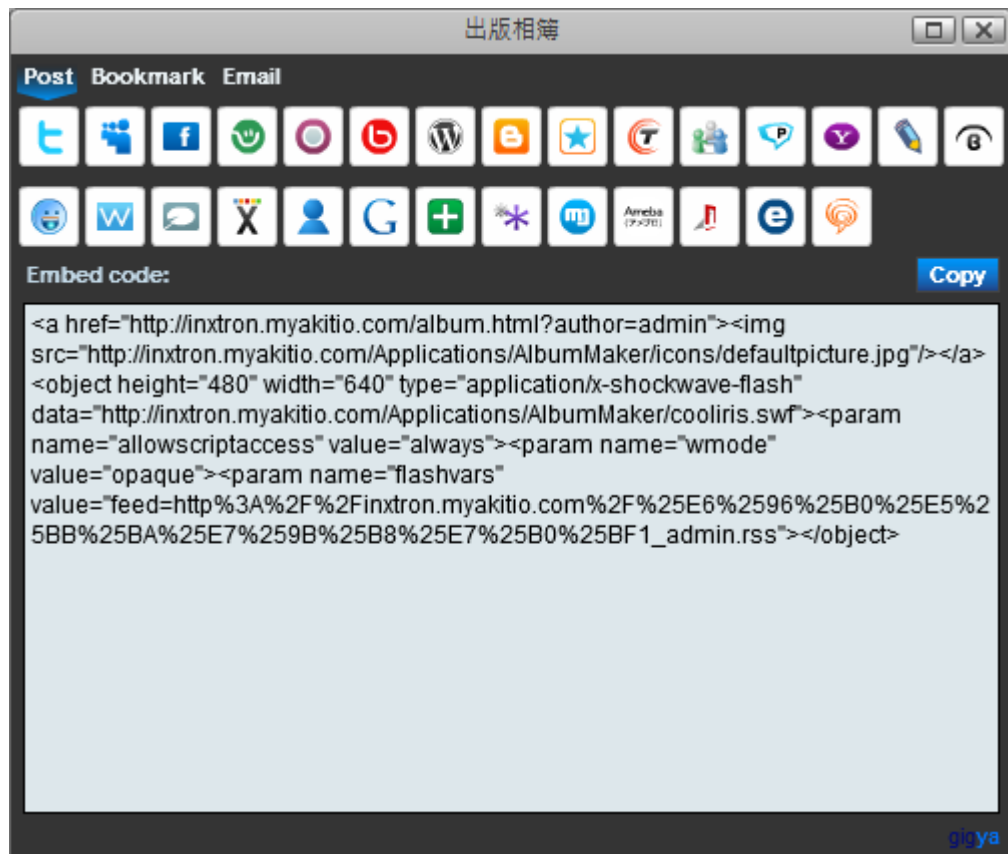 出版相簿
Post Bookmark Email
Ameba
Embed code:
Copy
<a href="http://inxtron.myakitio.com/album.html?author=admin"><img
src="http://inxtron.myakitio.com/Applications/AlbumMaker/icons/defaultpicture.jpg"/></a>
<object height="480" width="640" type="application/x-shockwave-flash"
data="http://inxtron.myakitio.com/Applications/AlbumMaker/cooliris.swf"><param
name="allowscriptaccess" value="always"><param name="wmode"
value="opaque"><param name="flashvars"
value="feed=http%3A%2F%2Finxtron.myakitio.com%2F%25E6%2596%25B0%25E5%2
5BB%25BA%25E7%259B%25B8%25E7%25B0%25BF1_admin.rss"></object>
gigya